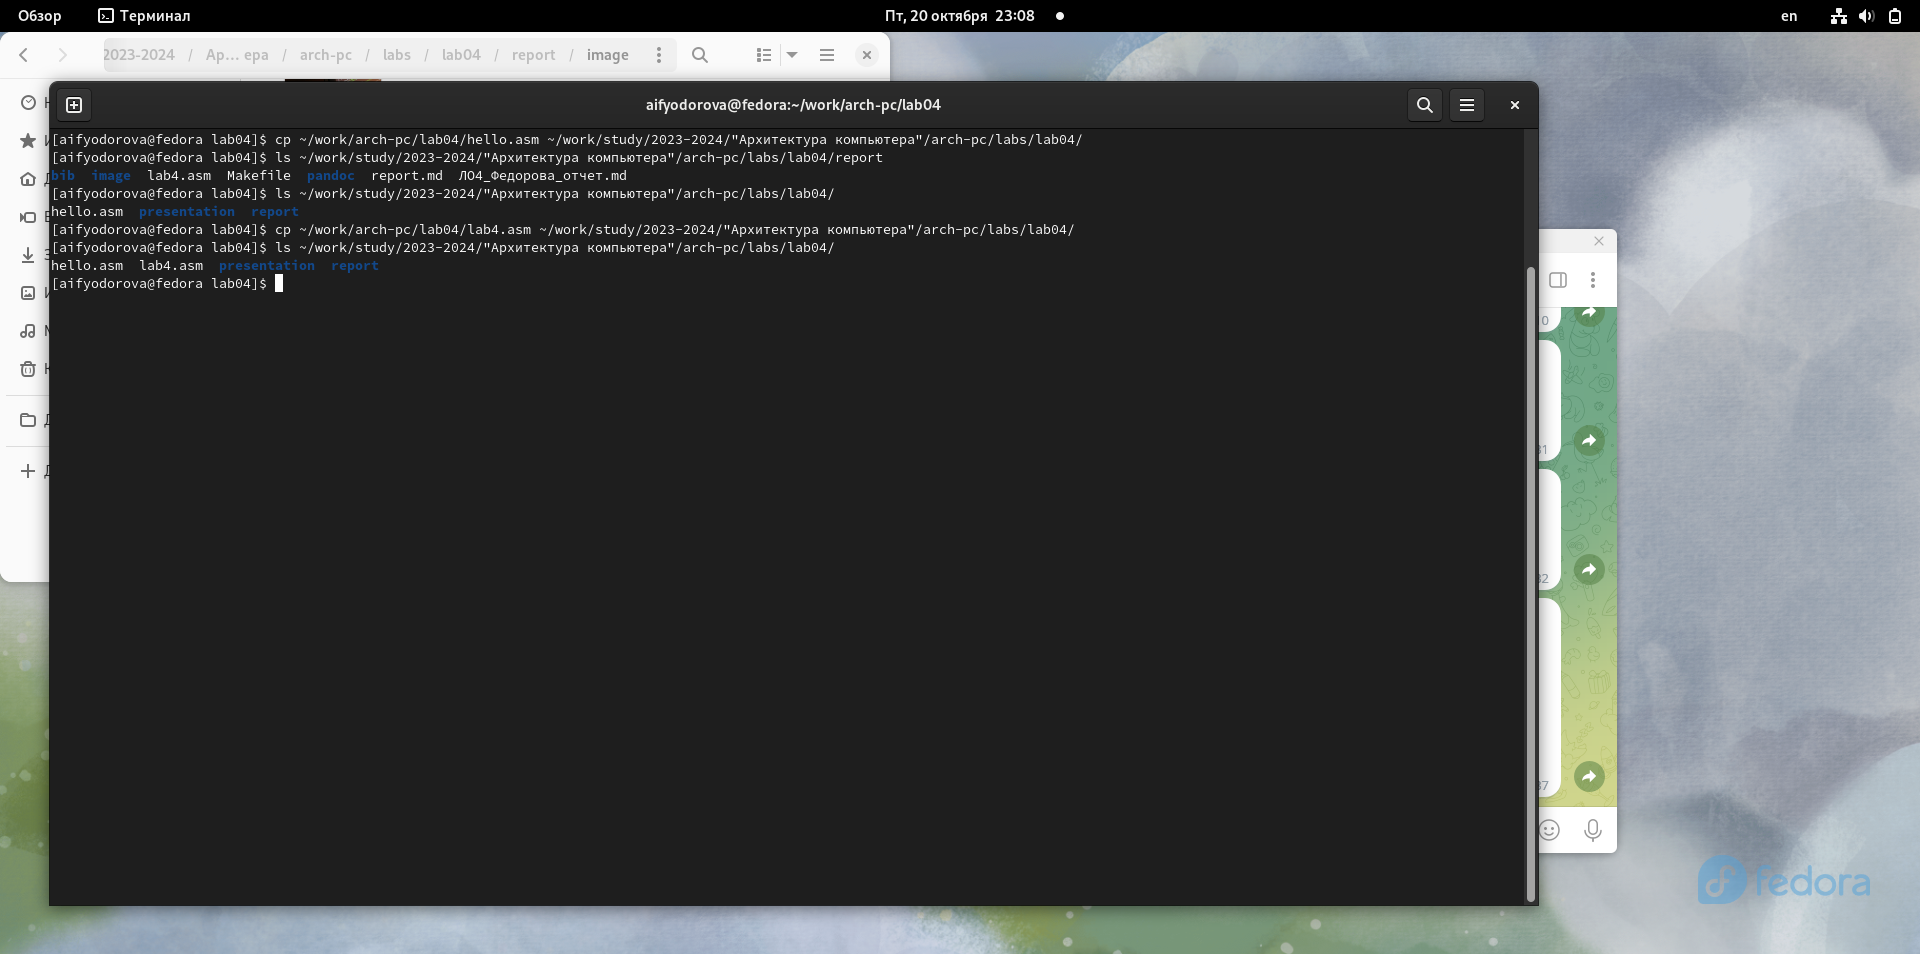 Обзор
Терминал
Пт, 20 октября 23:08
en
2023-2024 / Ар… ера / arch-pc / labs / lab04 / report / image
aifyodorova@fedora:~/work/arch-pc/lab04
[aifyodorova@fedora lab04]$ cp ~/work/arch-pc/lab04/hello.asm ~/work/study/2023-2024/"Архитектура компьютера"/arch-pc/labs/lab04/
[aifyodorova@fedora lab04]$ ls ~/work/study/2023-2024/"Архитектура компьютера"/arch-pc/labs/lab04/report
bib image lab4.asm Makefile pandoc report.md ЛО4_Федорова_отчет.md
[aifyodorova@fedora lab04]$ ls ~/work/study/2023-2024/"Архитектура компьютера"/arch-pc/labs/lab04/
hello.asm presentation report
[aifyodorova@fedora lab04]$ cp ~/work/arch-pc/lab04/lab4.asm ~/work/study/2023-2024/"Архитектура компьютера"/arch-pc/labs/lab04/
[aifyodorova@fedora lab04]$ ls ~/work/study/2023-2024/"Архитектура компьютера"/arch-pc/labs/lab04/
hello.asm lab4.asm presentation report
[aifyodorova@fedora lab04]$
fedora